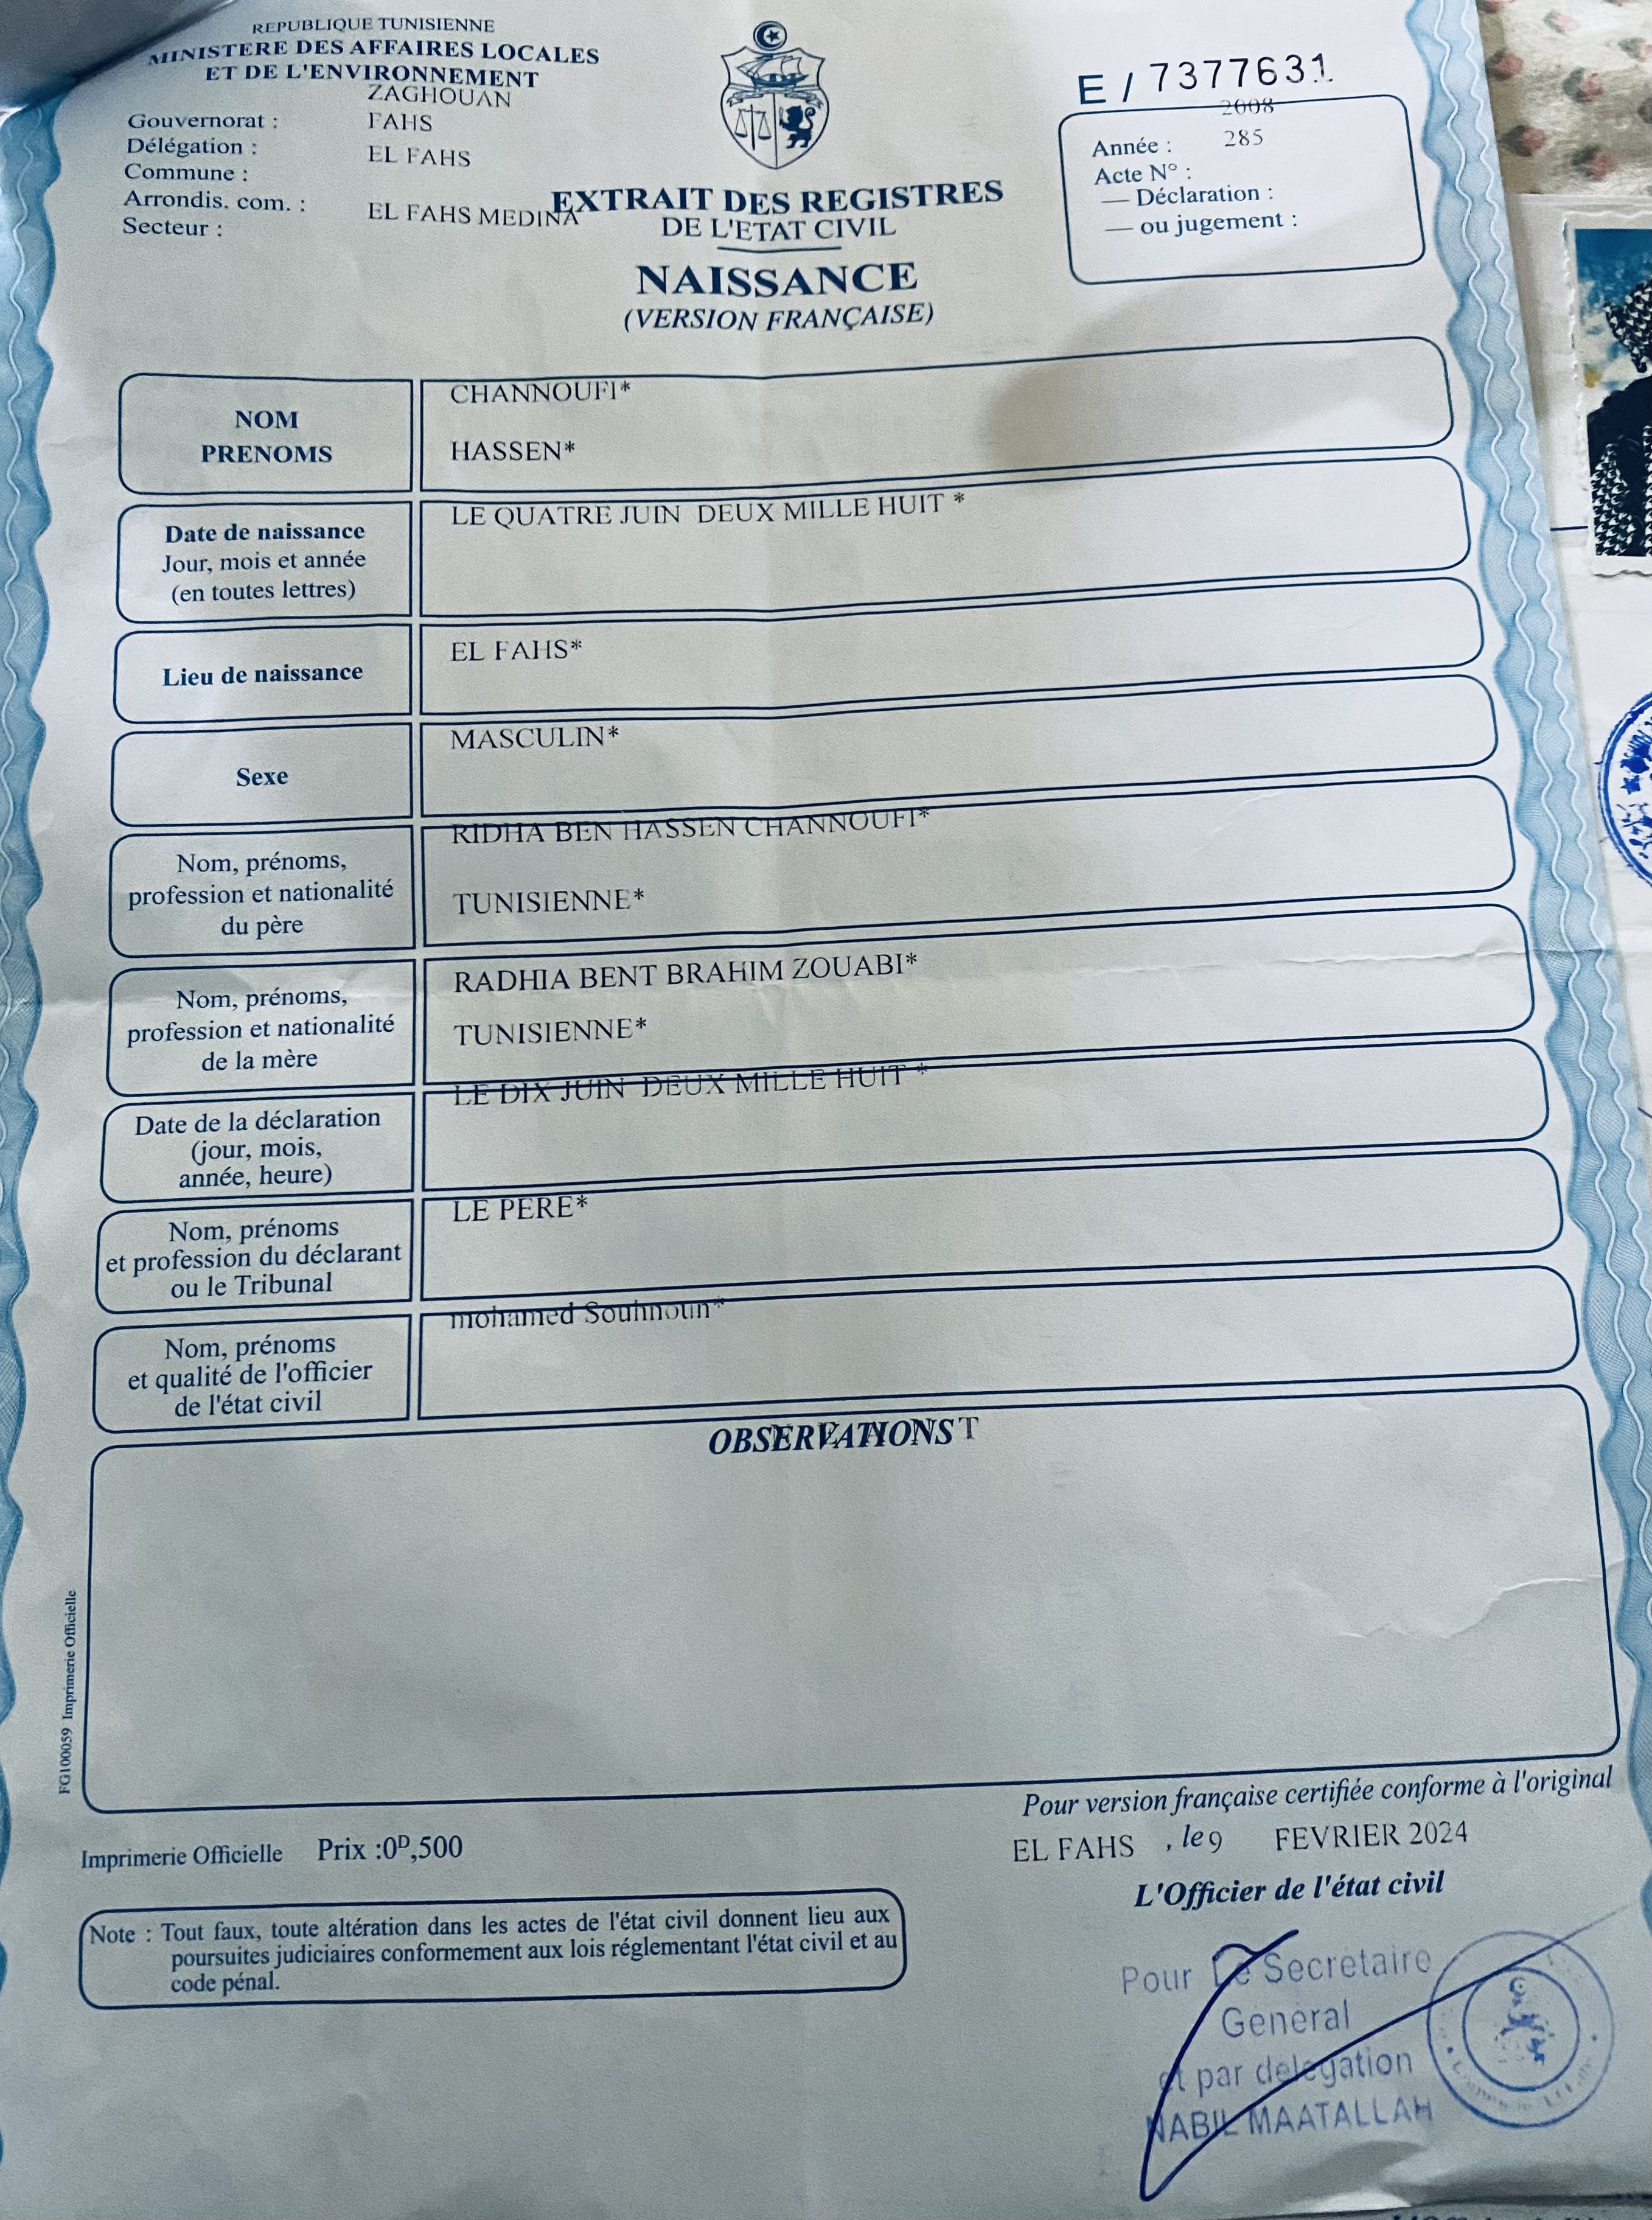 REPUBLIQUE TUNISIENNE
MINISTERE DES AFFAIRES LOCALES
ET DE L'ENVIRONNEMENT
ZAGHOUAN
Gouvernorat : FAHS
Délégation : EL FAHS
Commune :
Arrondis. com. : EL FAHS MEDINA
Secteur :
E / 7377631
2008
Année : 285
Acte N° :
— Déclaration :
— ou jugement :
EXTRAIT DES REGISTRES
DE L'ETAT CIVIL
NAISSANCE
(VERSION FRANÇAISE)
NOM
PRENOMS
CHANNOUFI*
HASSEN*
Date de naissance
Jour, mois et année
(en toutes lettres)
LE QUATRE JUIN DEUX MILLE HUIT *
Lieu de naissance
EL FAHS*
Sexe
MASCULIN*
Nom, prénoms,
profession et nationalité
du père
RIDHA BEN HASSEN CHANNOUFI*
TUNISIENNE*
Nom, prénoms,
profession et nationalité
de la mère
RADHIA BENT BRAHIM ZOUABI*
TUNISIENNE*
Date de la déclaration
(jour, mois,
année, heure)
LE DIX JUIN DEUX MILLE HUIT *
Nom, prénoms
et profession du déclarant
ou le Tribunal
LE PERE*
Nom, prénoms
et qualité de l'officier
de l'état civil
mohamed Souhnoun*
OBSERVATIONS
FG100059 Imprimerie Officielle
Pour version française certifiée conforme à l'original
EL FAHS , le 9 FEVRIER 2024
L'Officier de l'état civil
Imprimerie Officielle Prix :0D,500
Note : Tout faux, toute altération dans les actes de l'état civil donnent lieu aux
poursuites judiciaires conformement aux lois réglementant l'état civil et au
code pénal.
Pour Le Secretaire
General
et par delegation
NABIL MAATALLAH